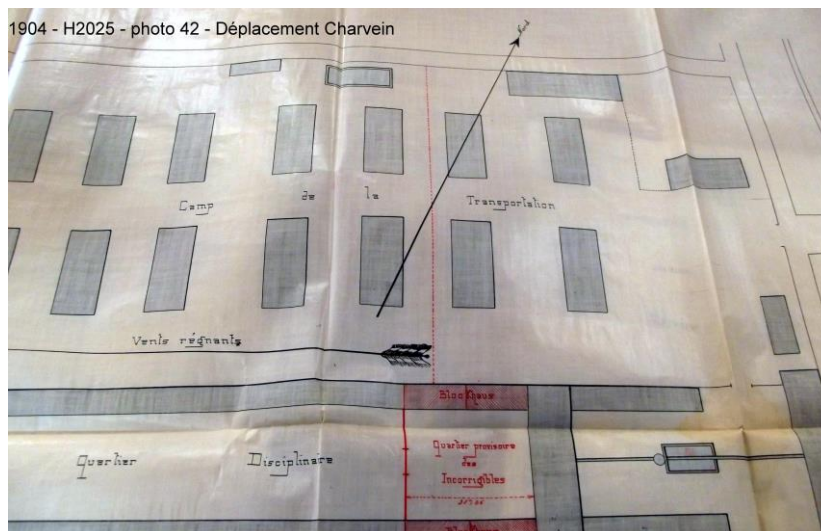 1904 - H2025 - photo 42 - Déplacement Charvein
Nord
Camp de la Transportation
Vents régnants
Blockhaus
Quartier Disciplinaire
Quartier provisoire
des
Incorrigibles